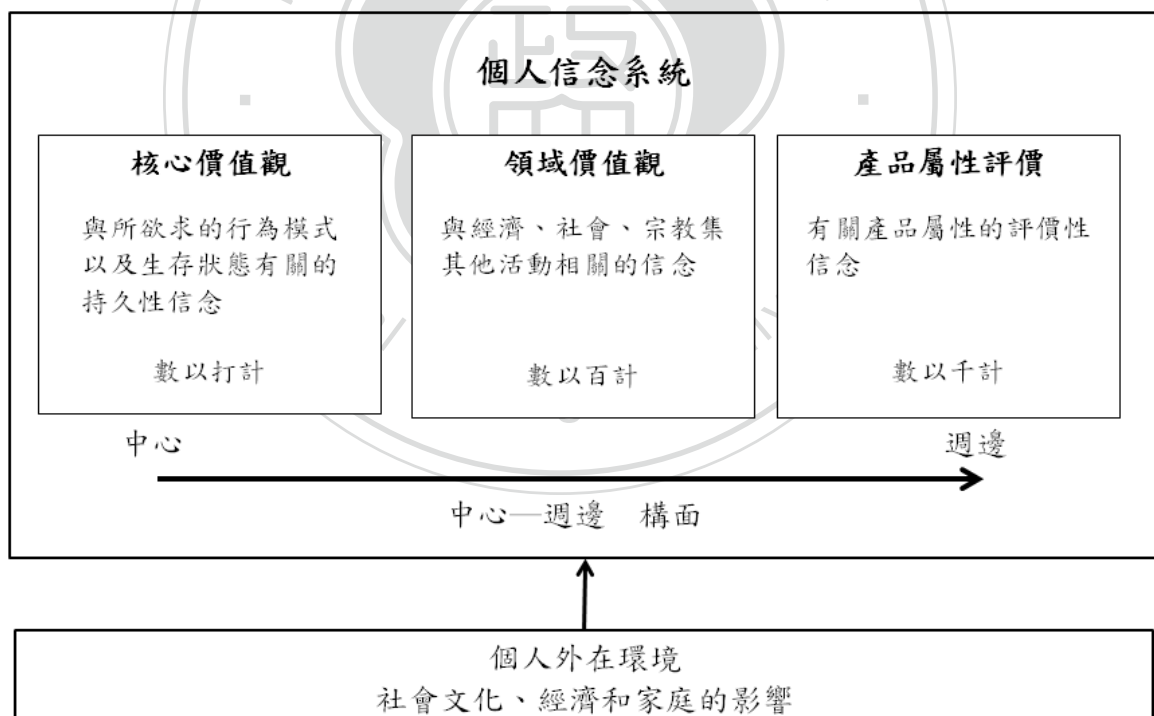 個人信念系統
核心價值觀
與所欲求的行為模式
以及生存狀態有關的
持久性信念
數以打計
領域價值觀
與經濟、社會、宗教集
其他活動相關的信念
數以百計
產品屬性評價
有關產品屬性的評價性
信念
數以千計
中心
週邊
中心—週邊 構面
個人外在環境
社會文化、經濟和家庭的影響